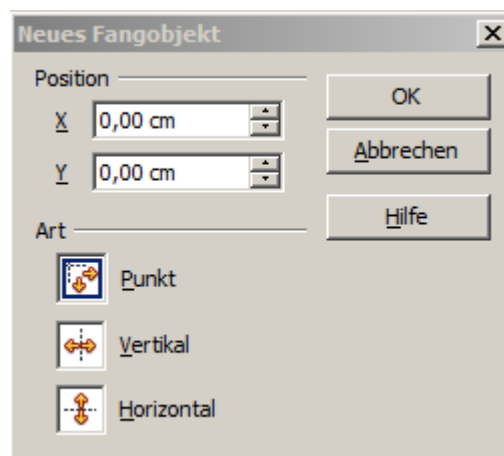 Neues Fangobjekt
Position
X 0,00 cm
Y 0,00 cm
OK
Abbrechen
Hilfe
Art
Punkt
Vertikal
Horizontal